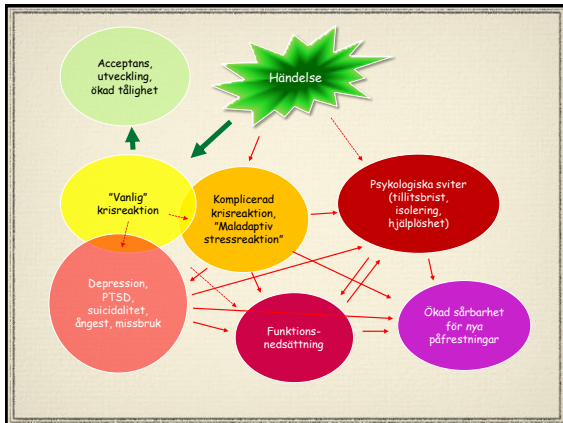 Acceptans,
utveckling,
ökad tålighet
Händelse
"Vanlig"
krisreaktion
Komplicerad
krisreaktion,
"Maladaptiv
stressreaktion"
Psykologiska sviter
(tillitsbrist,
isolering,
hjälplöshet)
Depression,
PTSD,
suicidalitet,
ångest, missbruk
Funktions-
nedsättning
Ökad sårbarhet
för nya
påfrestningar